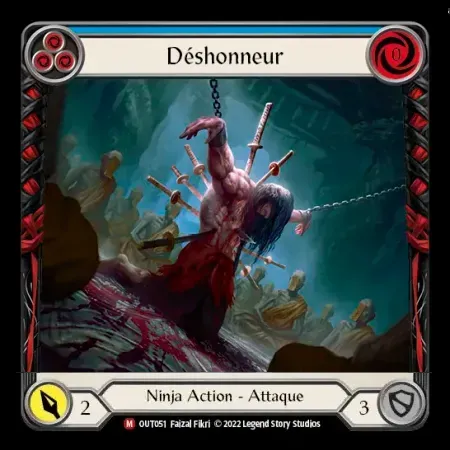 Déshonneur
0
Ninja Action - Attaque
2
3
M OUT051 Faizal Fikri © 2022 Legend Story Studios